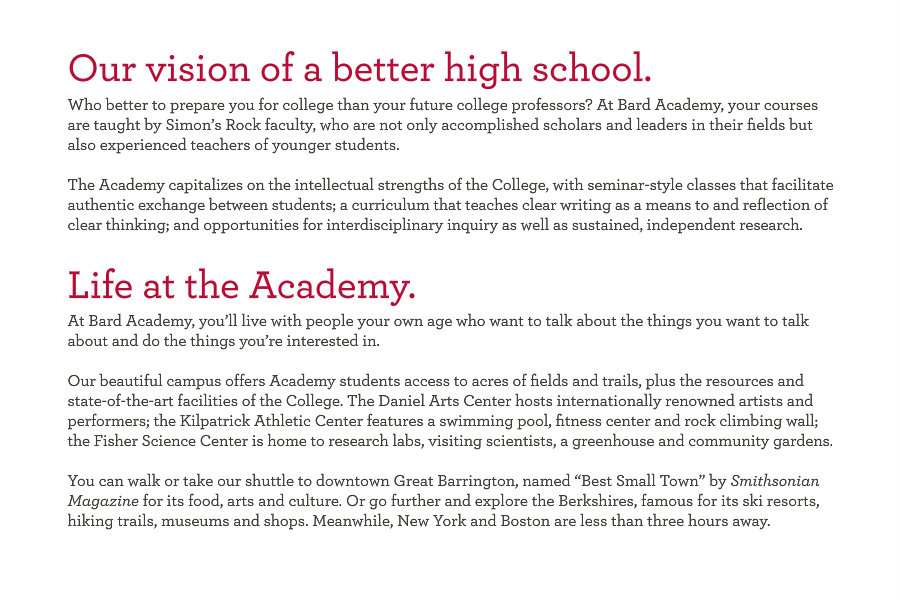 Our vision of a better high school.
Who better to prepare you for college than your future college professors? At Bard Academy, your courses
are taught by Simon’s Rock faculty, who are not only accomplished scholars and leaders in their fields but
also experienced teachers of younger students.
The Academy capitalizes on the intellectual strengths of the College, with seminar-style classes that facilitate
authentic exchange between students; a curriculum that teaches clear writing as a means to and reflection of
clear thinking; and opportunities for interdisciplinary inquiry as well as sustained, independent research.
Life at the Academy.
At Bard Academy, you’ll live with people your own age who want to talk about the things you want to talk
about and do the things you’re interested in.
Our beautiful campus offers Academy students access to acres of fields and trails, plus the resources and
state-of-the-art facilities of the College. The Daniel Arts Center hosts internationally renowned artists and
performers; the Kilpatrick Athletic Center features a swimming pool, fitness center and rock climbing wall;
the Fisher Science Center is home to research labs, visiting scientists, a greenhouse and community gardens.
You can walk or take our shuttle to downtown Great Barrington, named “Best Small Town” by Smithsonian
Magazine for its food, arts and culture. Or go further and explore the Berkshires, famous for its ski resorts,
hiking trails, museums and shops. Meanwhile, New York and Boston are less than three hours away.